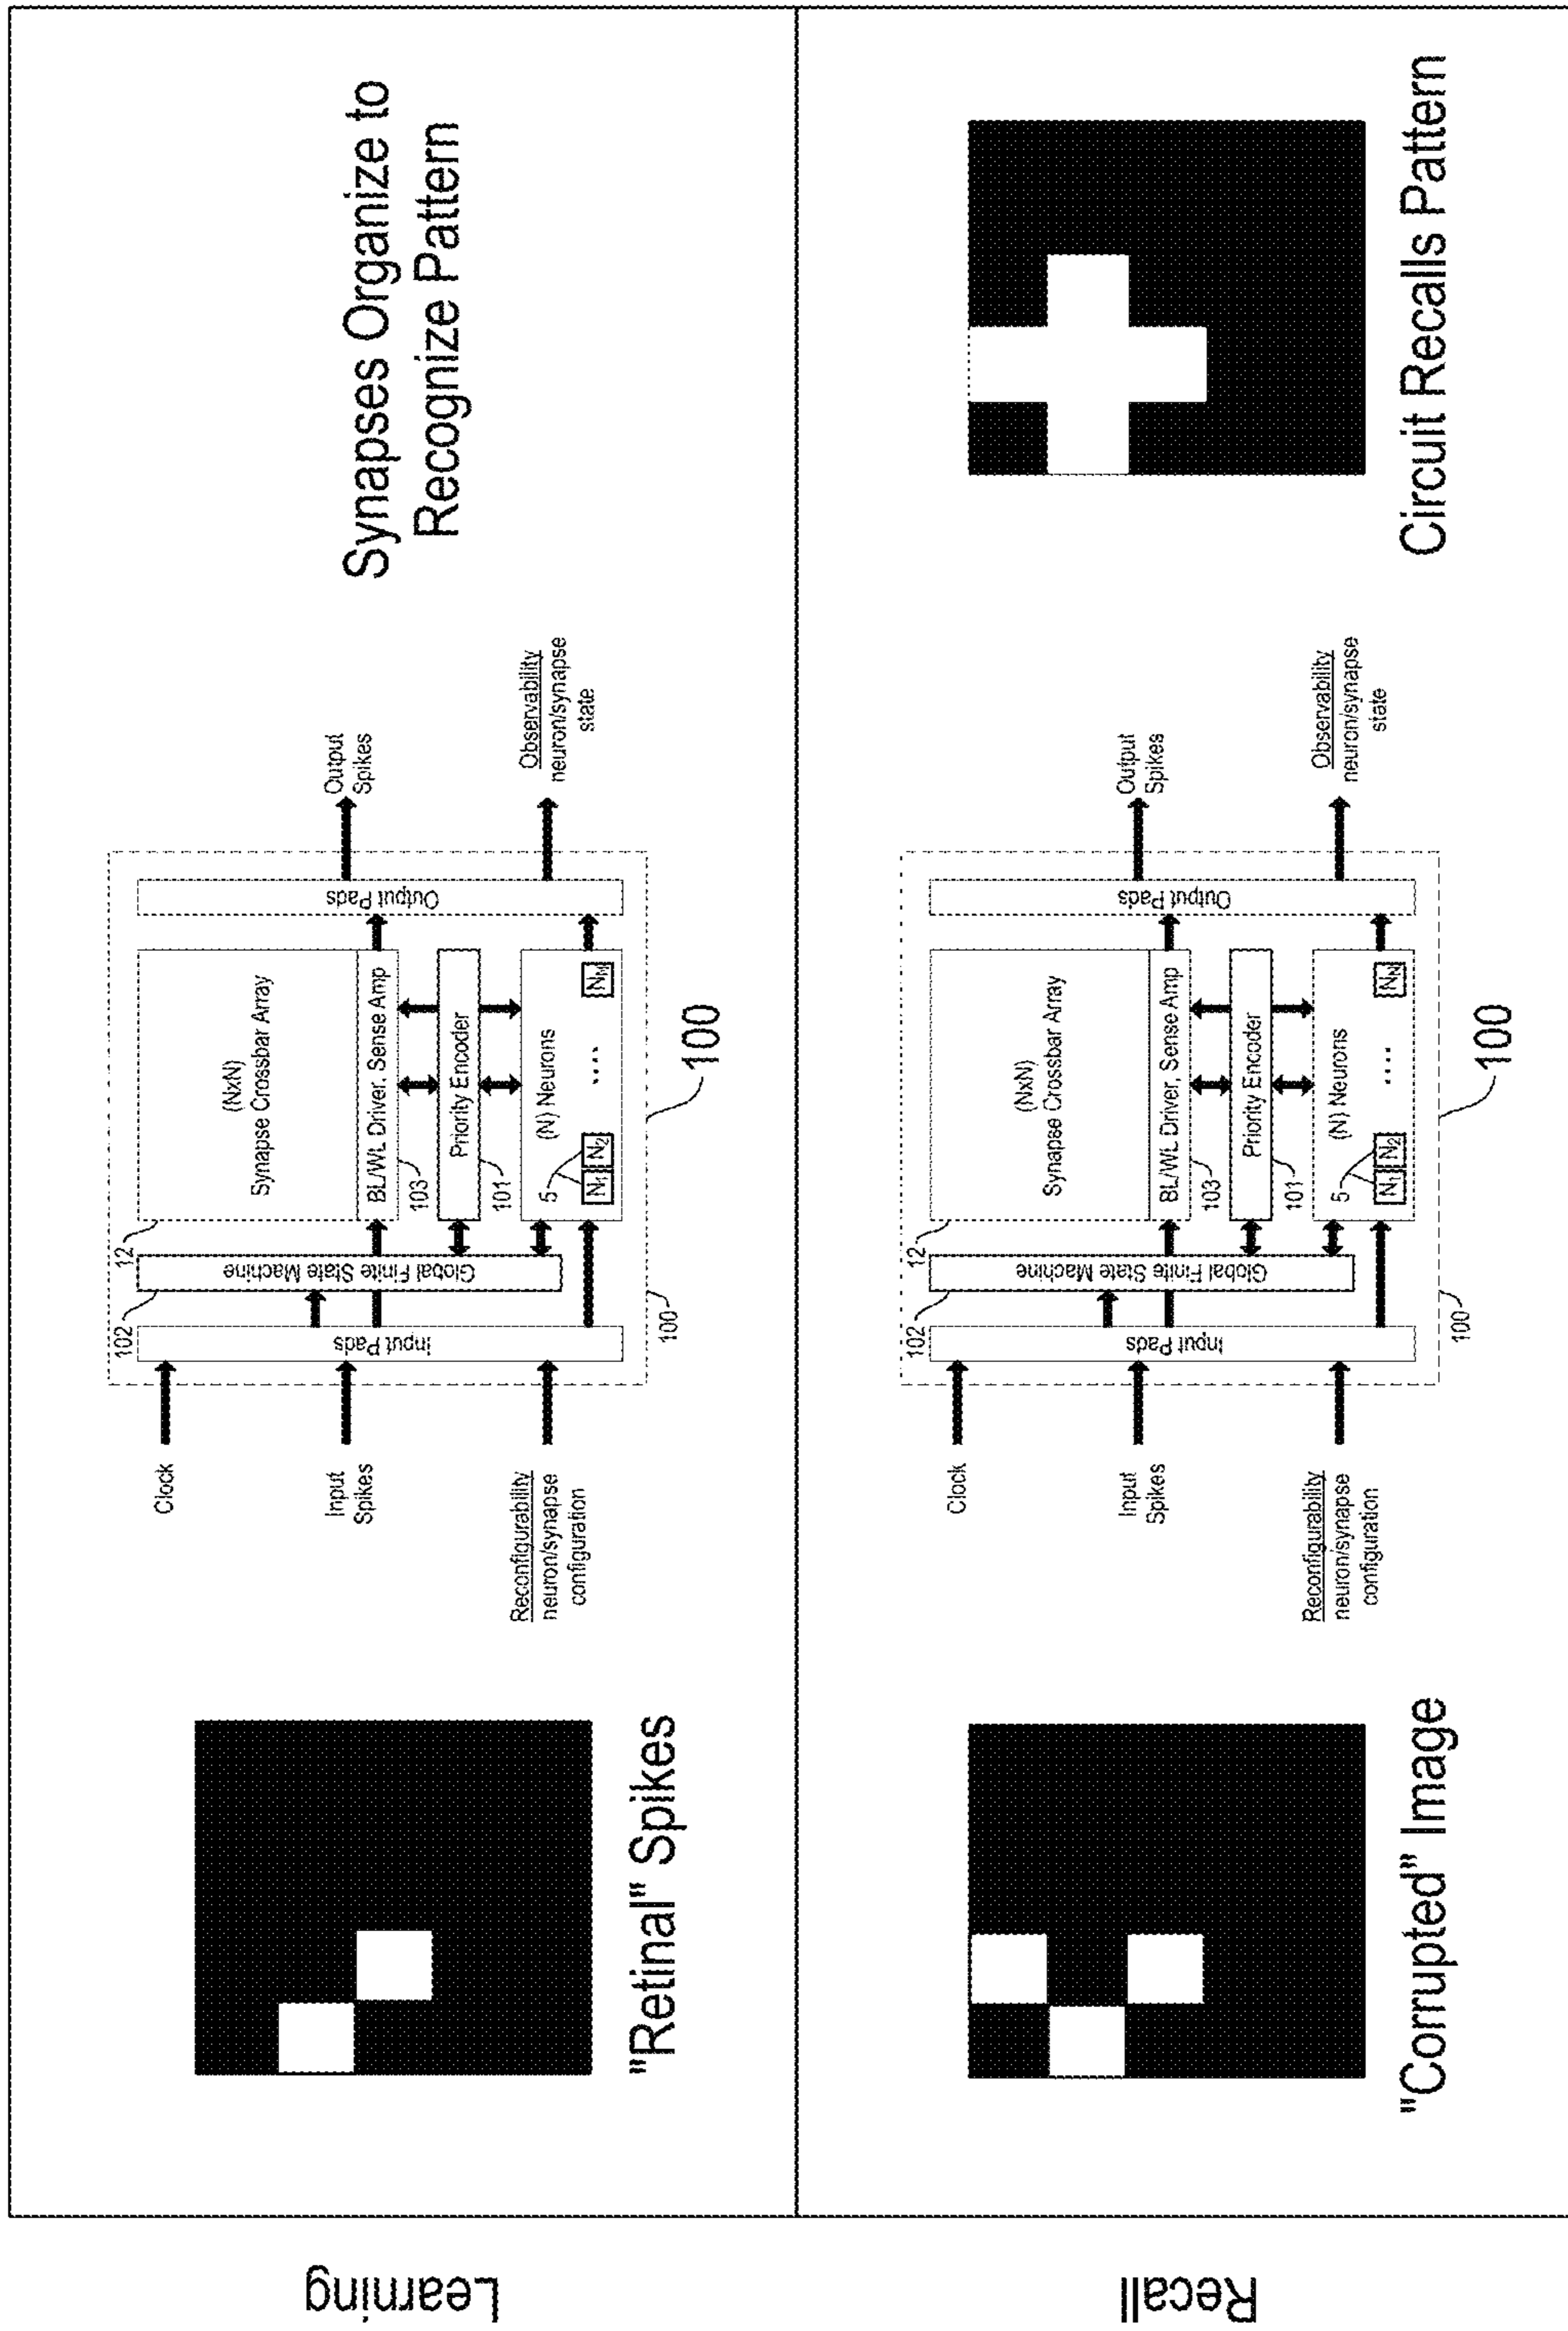 Learning
"Retinal" Spikes
Clock
Input
Spikes
Reconfigurability
neuron/synapse
configuration
102
12
Input Pads
Global Finite State Machine
(NxN)
Synapse Crossbar Array
BL/WL Driver, Sense Amp
103
Priority Encoder
101
(N) Neurons
5
N1 N2 .... NM
Output Pads
100
Output
Spikes
Observability
neuron/synapse
state
100
Synapses Organize to
Recognize Pattern
Recall
"Corrupted" Image
Clock
Input
Spikes
Reconfigurability
neuron/synapse
configuration
102
12
Input Pads
Global Finite State Machine
(NxN)
Synapse Crossbar Array
BL/WL Driver, Sense Amp
103
Priority Encoder
101
(N) Neurons
5
N1 N2 .... NN
Output Pads
100
Output
Spikes
Observability
neuron/synapse
state
100
Circuit Recalls Pattern